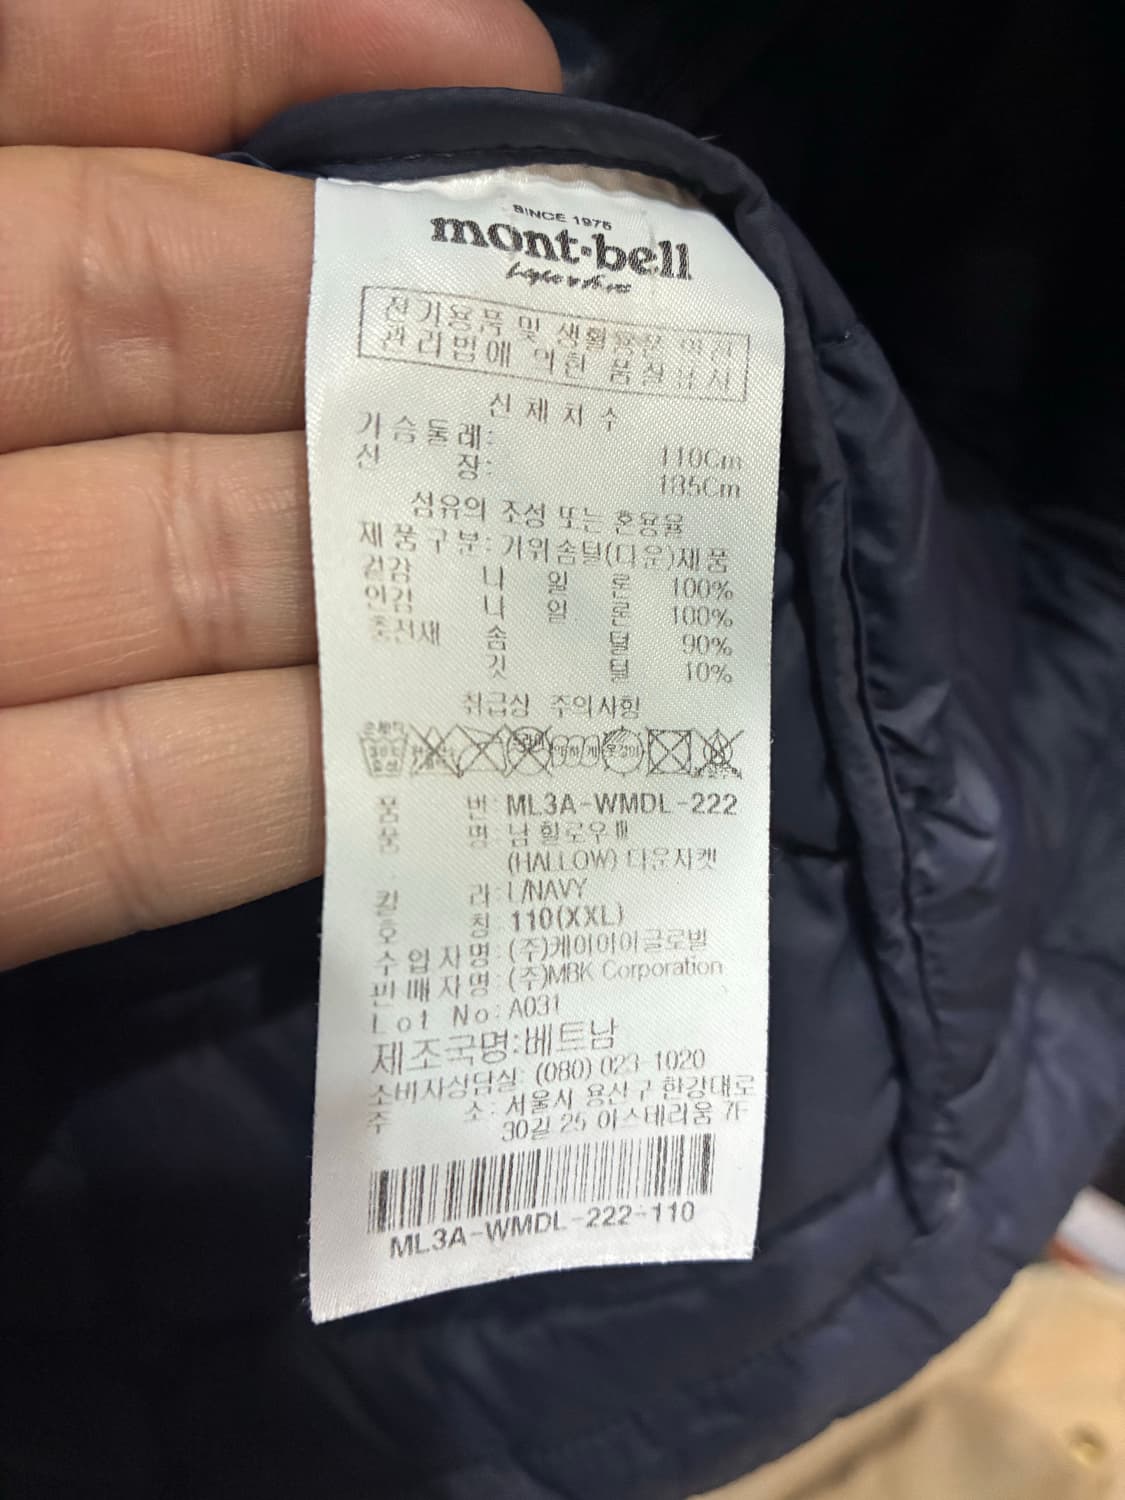 SINCE 1975
mont·bell
전기용품 및 생활용품 안전
관리법에 의한 품질표시
신체치수
가슴둘레: 110Cm
신 장: 185Cm
섬유의 조성 또는 혼용율
제품구분: 거위솜털(다운)제품
겉감 나 일 론 100%
안감 나 일 론 100%
충전재 솜 털 90%
깃 털 10%
취급상 주의사항
품 번: ML3A-WMDL-222
품 명: 남 할로우
(HALLOW) 다운자켓
칼 라: L/NAVY
호 칭: 110(XXL)
수입자명: (주)케이이이글로벌
판매자명: (주)MBK Corporation
Lot No: A031
제조국명:베트남
소비자상담실: (080) 023-1020
주 소: 서울시 용산구 한강대로
30길 25 아스테리움 7F
ML3A-WMDL-222-110